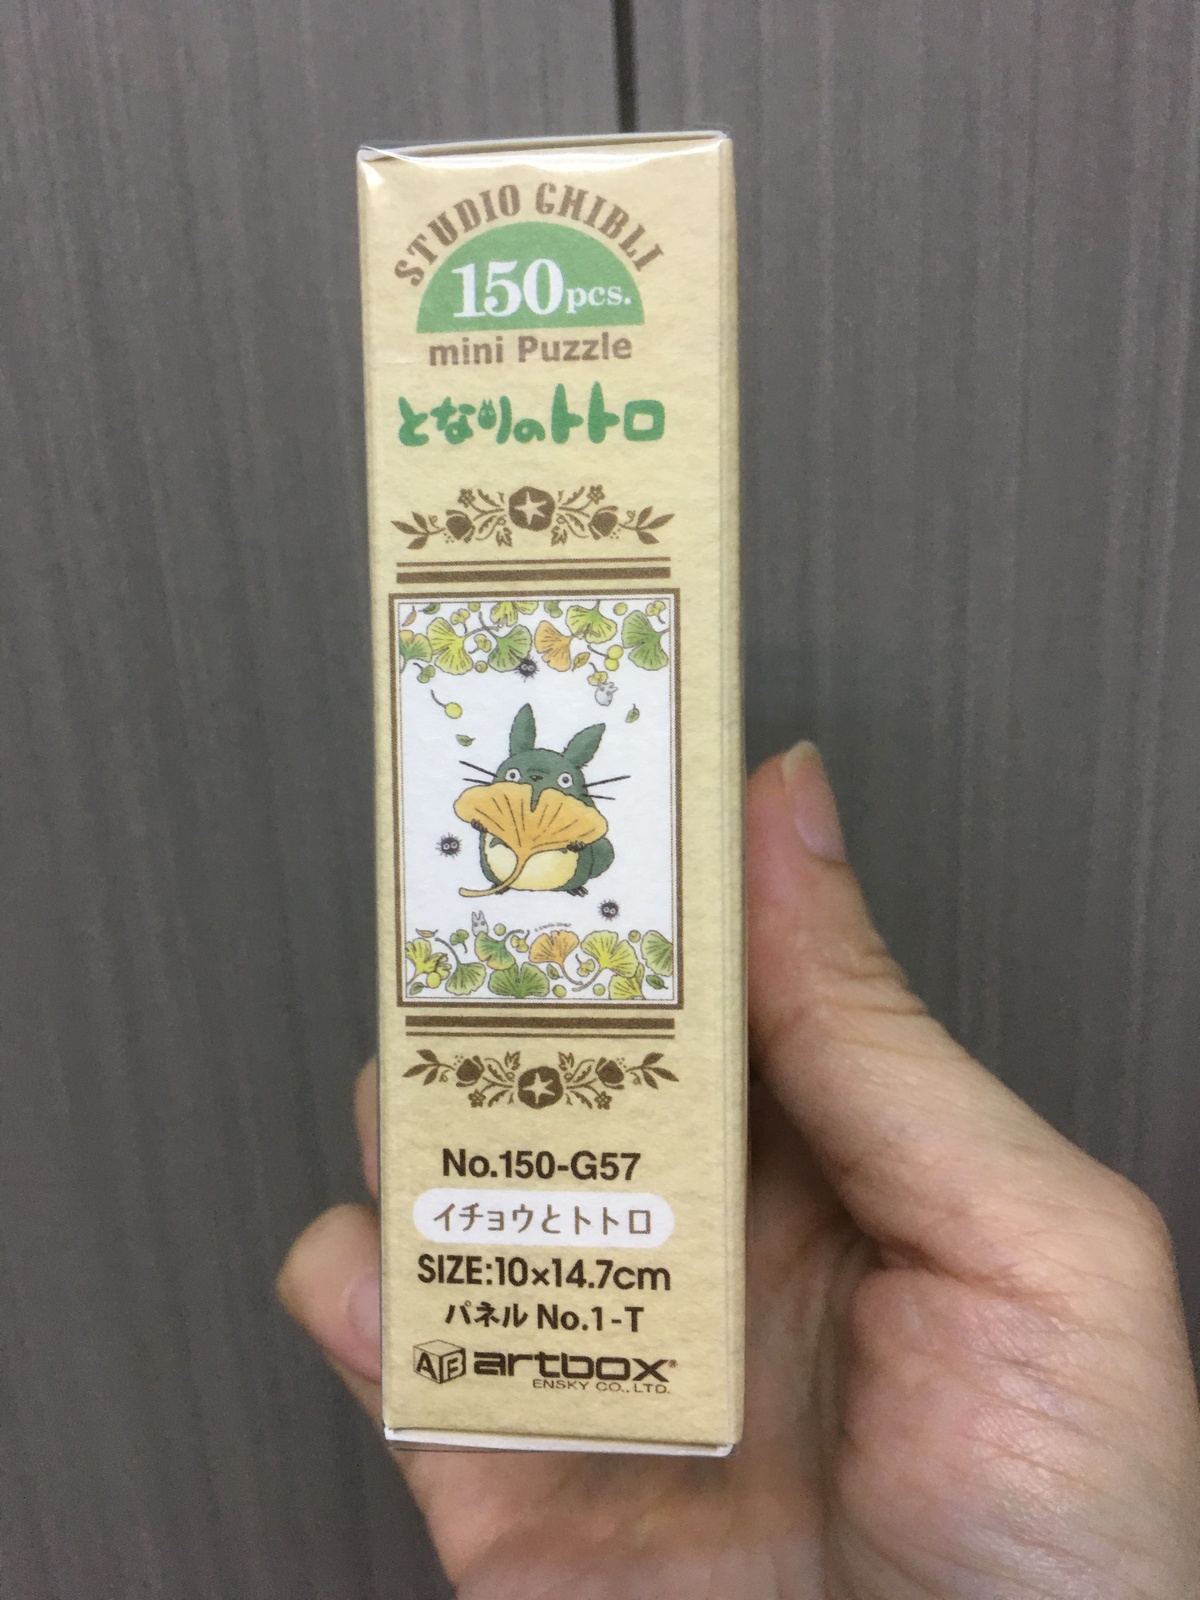 STUDIO GHIBLI
150pcs.
mini Puzzle
となりのトトロ
No.150-G57
イチョウとトトロ
SIZE:10×14.7cm
パネル No.1-T
AB artbox®
ENSKY CO., LTD.